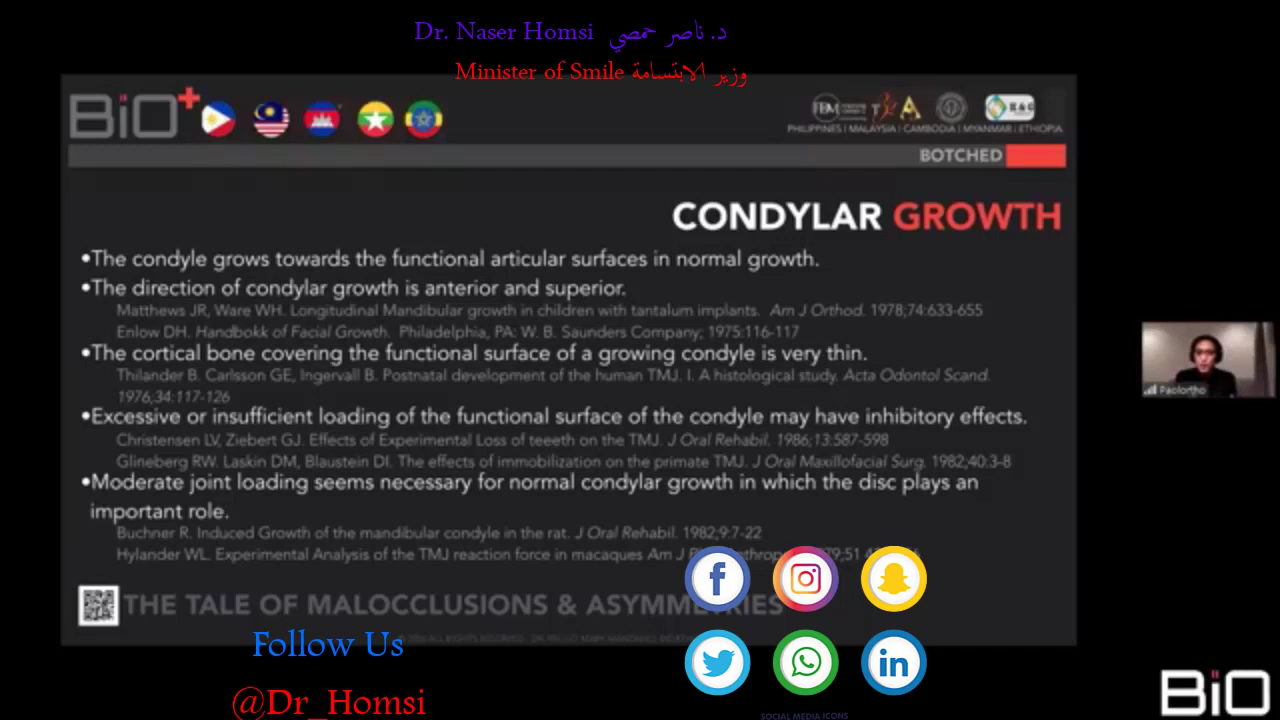 Dr. Naser Homsi د. ناصر حمصي
Minister of Smile وزير الابتسامة
BiO+
PHILIPPINES | MALAYSIA | CAMBODIA | MYANMAR | ETHIOPIA
BOTCHED
CONDYLAR GROWTH
•The condyle grows towards the functional articular surfaces in normal growth.
•The direction of condylar growth is anterior and superior.
Matthews JR, Ware WH. Longitudinal Mandibular growth in children with tantalum implants. Am J Orthod. 1978;74:633-655
Enlow DH. Handbokk of Facial Growth. Philadelphia, PA: W. B. Saunders Company; 1975:116-117
•The cortical bone covering the functional surface of a growing condyle is very thin.
Thilander B. Carlsson GE, Ingervall B. Postnatal development of the human TMJ. I. A histological study. Acta Odontol Scand.
1976,34:117-126
•Excessive or insufficient loading of the functional surface of the condyle may have inhibitory effects.
Christensen LV, Ziebert GJ. Effects of Experimental Loss of teeeth on the TMJ. J Oral Rehabil. 1986;13:587-598
Glineberg RW. Laskin DM, Blaustein DI. The effects of immobilization on the primate TMJ. J Oral Maxillofacial Surg. 1982;40:3-8
•Moderate joint loading seems necessary for normal condylar growth in which the disc plays an
important role.
Buchner R. Induced Growth of the mandibular condyle in the rat. J Oral Rehabil. 1982;9:7-22
Hylander WL. Experimental Analysis of the TMJ reaction force in macaques Am J
THE TALE OF MALOCCLUSIONS & ASYMMETRIES
Follow Us
@Dr_Homsi
SOCIAL MEDIA ICONS
Paolortho
BiO